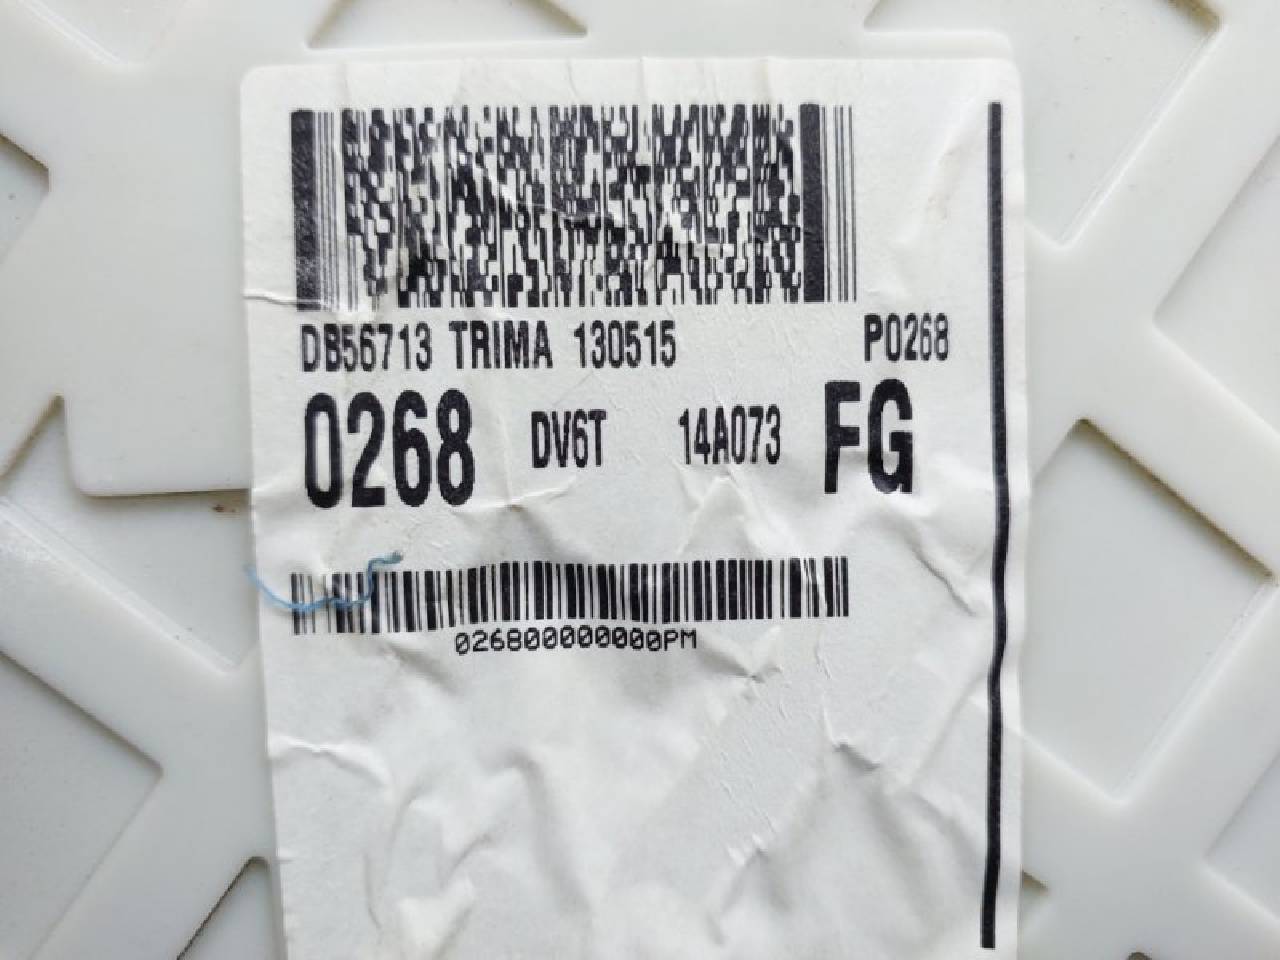 DB56713 TRIMA 130515 P0268
0268 DV6T 14A073 FG
026800000000PM